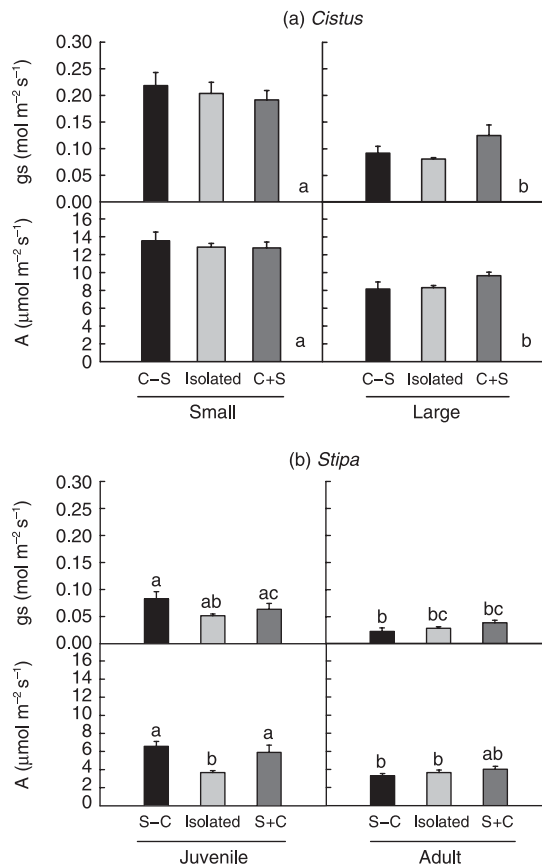 (a) Cistus
gs (mol m−2 s−1)
0.30
0.25
0.20
0.15
0.10
0.05
0.00
a
b
A (μmol m−2 s−1)
16
14
12
10
8
6
4
2
0
a
b
C−S Isolated C+S C−S Isolated C+S
Small Large
(b) Stipa
gs (mol m−2 s−1)
0.30
0.25
0.20
0.15
0.10
0.05
0.00
a ab ac b bc bc
A (μmol m−2 s−1)
16
14
12
10
8
6
4
2
0
a b a b b ab
S−C Isolated S+C S−C Isolated S+C
Juvenile Adult